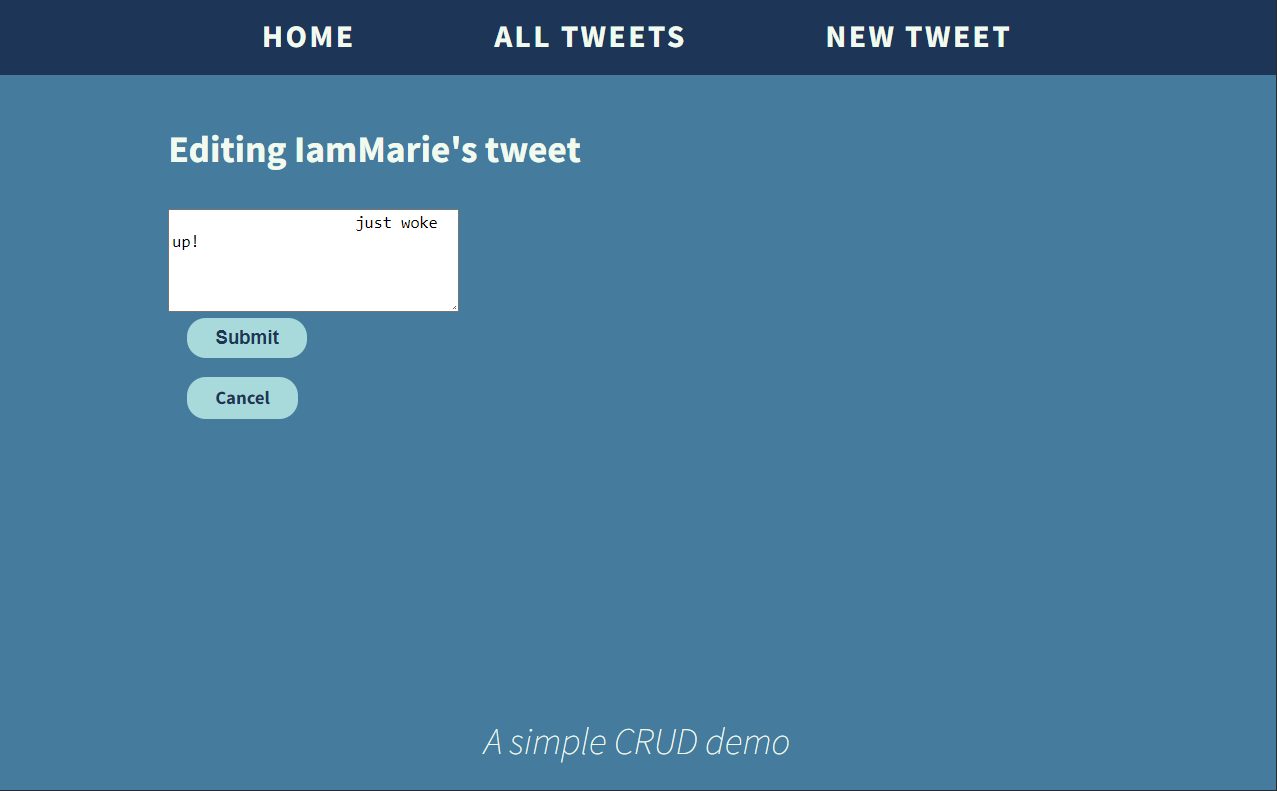 HOME ALL TWEETS NEW TWEET
Editing IamMarie's tweet
just woke
up!
Submit
Cancel
A simple CRUD demo